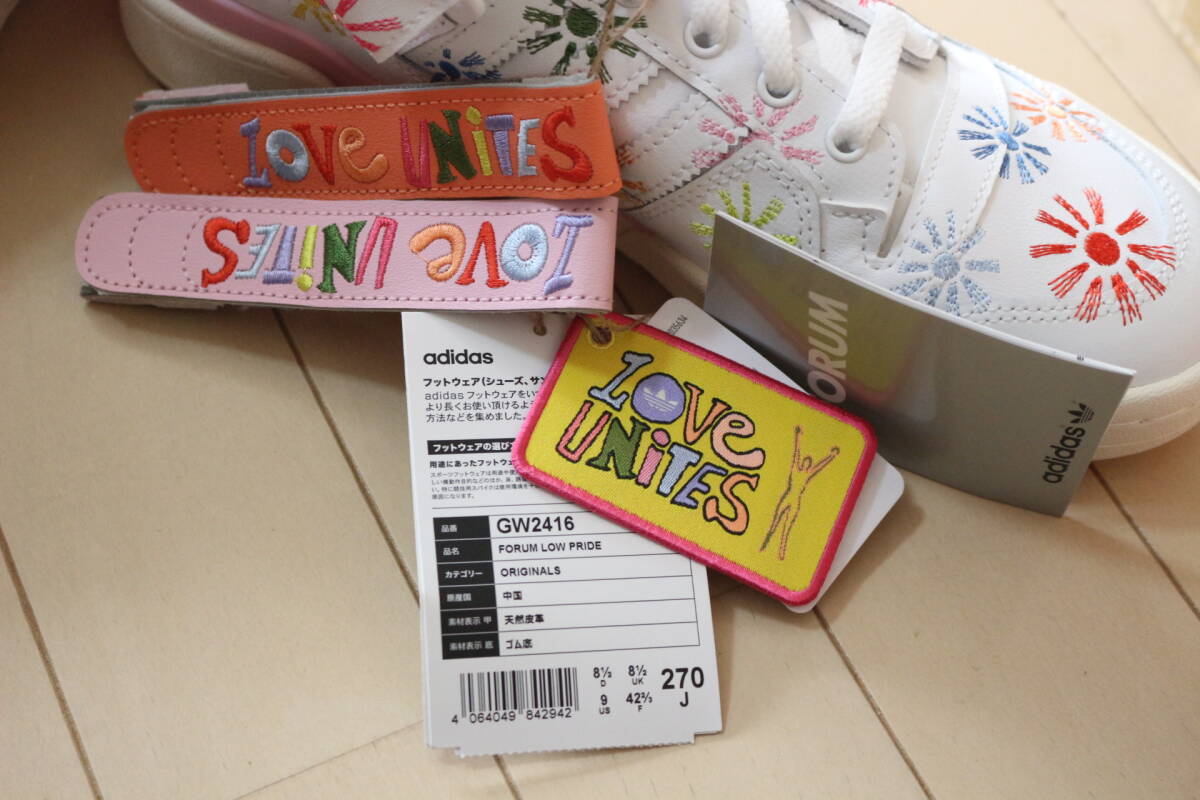 LOVE UNiTES
LOVE UNiTES
adidas
フットウェア(シューズ、サン
adidas フットウェアをい
より長くお使い頂けるよう
方法などを集めました。
フットウェアの選び方
用途にあったフットウェ
LOVE
UNiTES
ORUM
adidas
品番 GW2416
品名 FORUM LOW PRIDE
カテゴリー ORIGINALS
原産国 中国
素材表示 甲 天然皮革
素材表示 底 ゴム底
8½ D 8½ UK 270 J
9 US 42⅔ F
4 064049 842942